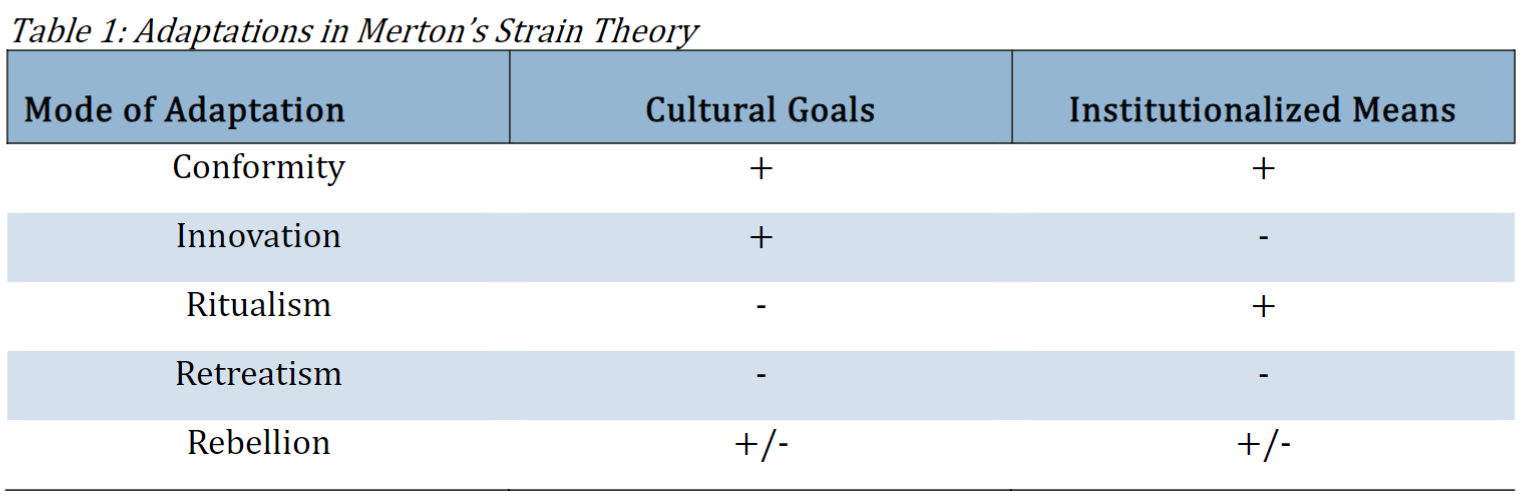 Table 1: Adaptations in Merton's Strain Theory
Mode of Adaptation Cultural Goals Institutionalized Means
Conformity + +
Innovation + -
Ritualism - +
Retreatism - -
Rebellion +/- +/-